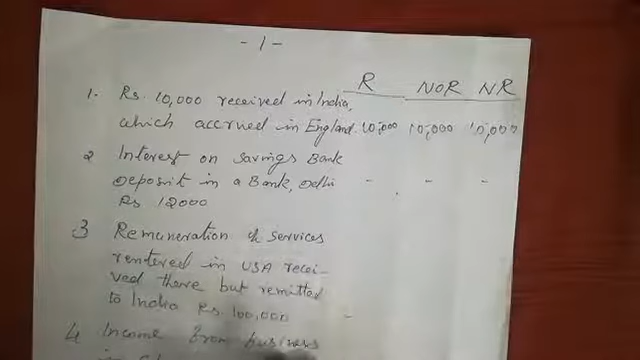 -1-
R NOR NR
1. Rs. 10,000 received in India,
which accrued in England. 10,000 10,000 10,000
2 Interest on savings Bank
Deposit in a Bank, Delhi - - -
Rs 12000
3 Remuneration of services
rendered in USA recei-
ved there but remitted
to India Rs. 100,000 -
4 Income from business
in